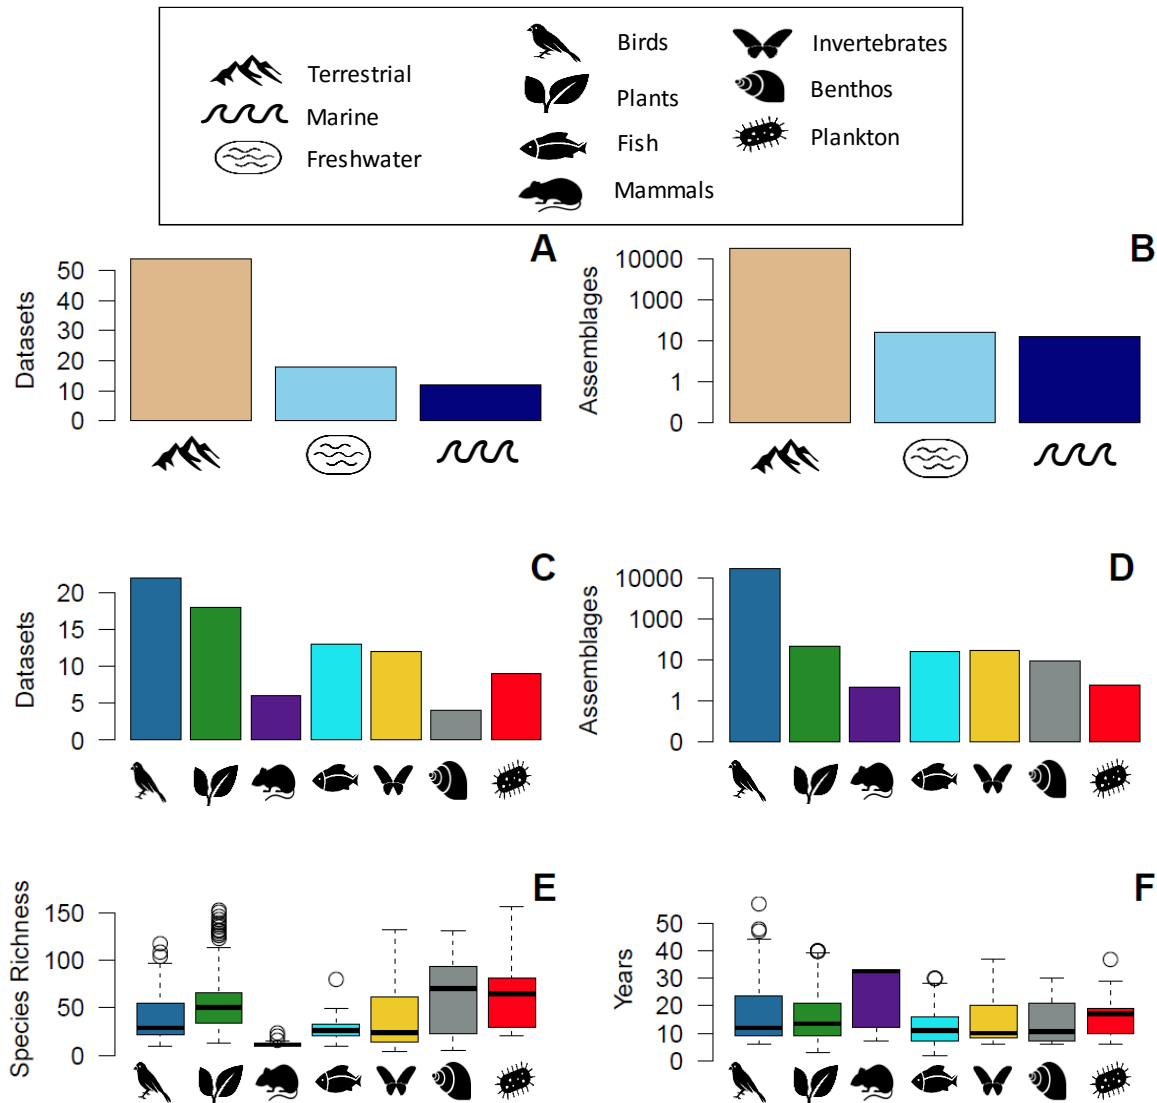 Terrestrial
Marine
Freshwater
Birds
Plants
Fish
Mammals
Invertebrates
Benthos
Plankton
A
Datasets
50
40
30
20
10
0
B
Assemblages
10000
1000
10
1
0
C
Datasets
20
15
10
5
0
D
Assemblages
10000
1000
10
1
0
E
Species Richness
150
100
50
0
F
Years
50
40
30
20
10
0